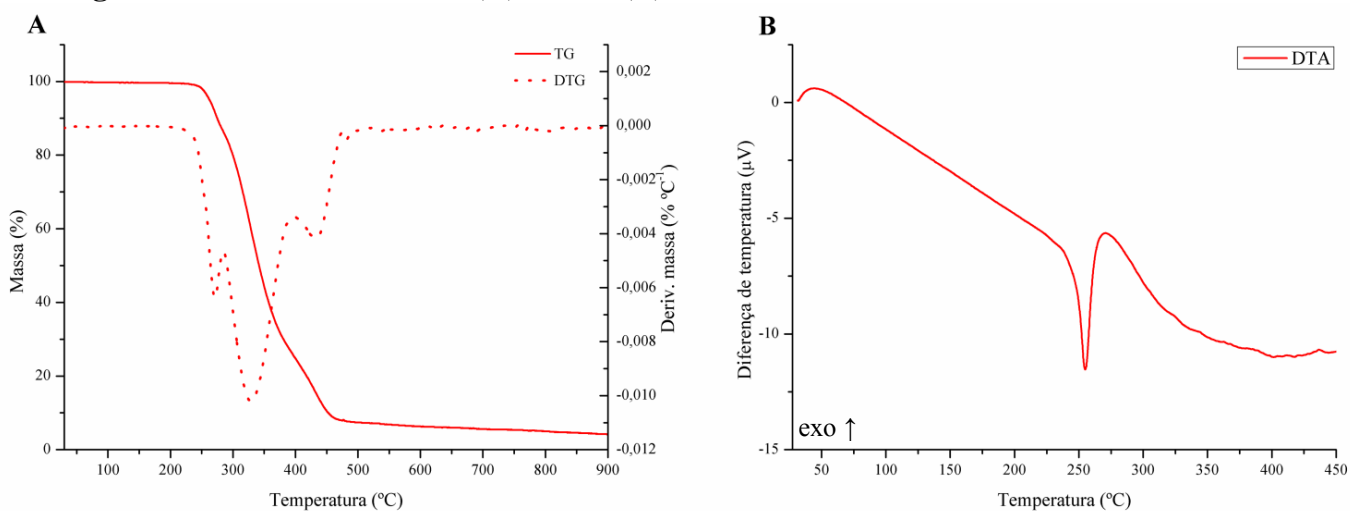 A
TG
DTG
100
80
60
40
20
0
Massa (%)
0,002
0,000
-0,002
-0,004
-0,006
-0,008
-0,010
-0,012
Deriv. massa (% ºC⁻¹)
100 200 300 400 500 600 700 800 900
Temperatura (ºC)
B
DTA
0
-5
-10
-15
Diferença de temperatura (µV)
exo ↑
50 100 150 200 250 300 350 400 450
Temperatura (ºC)